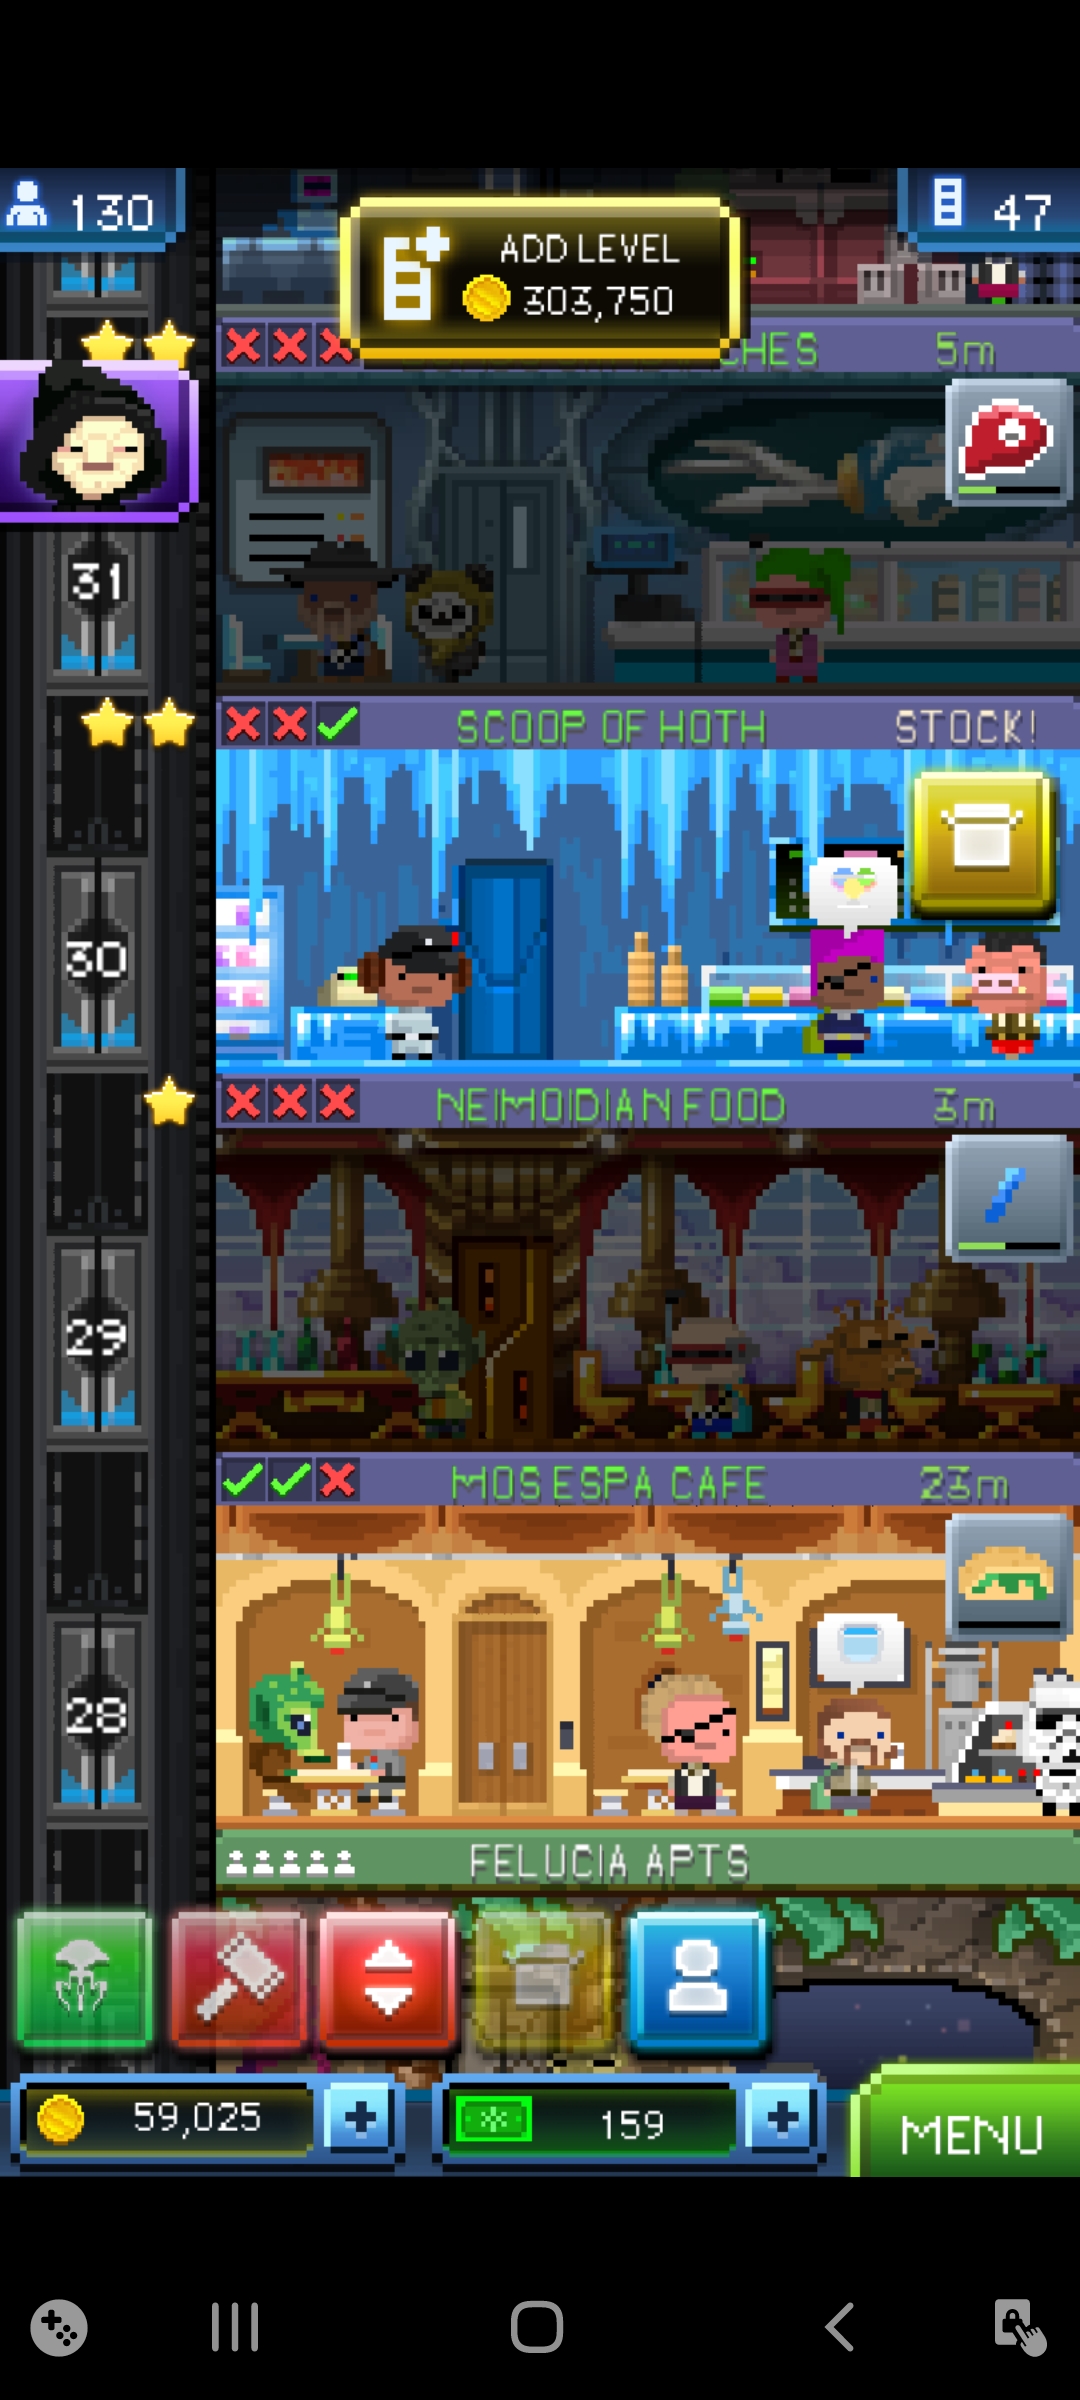 130
ADD LEVEL
303,750
47
CHES
5m
31
SCOOP OF HOTH
STOCK!
30
NEIMOIDIAN FOOD
3m
29
MOS ESPA CAFE
23m
28
FELUCIA APTS
59,025
159
MENU